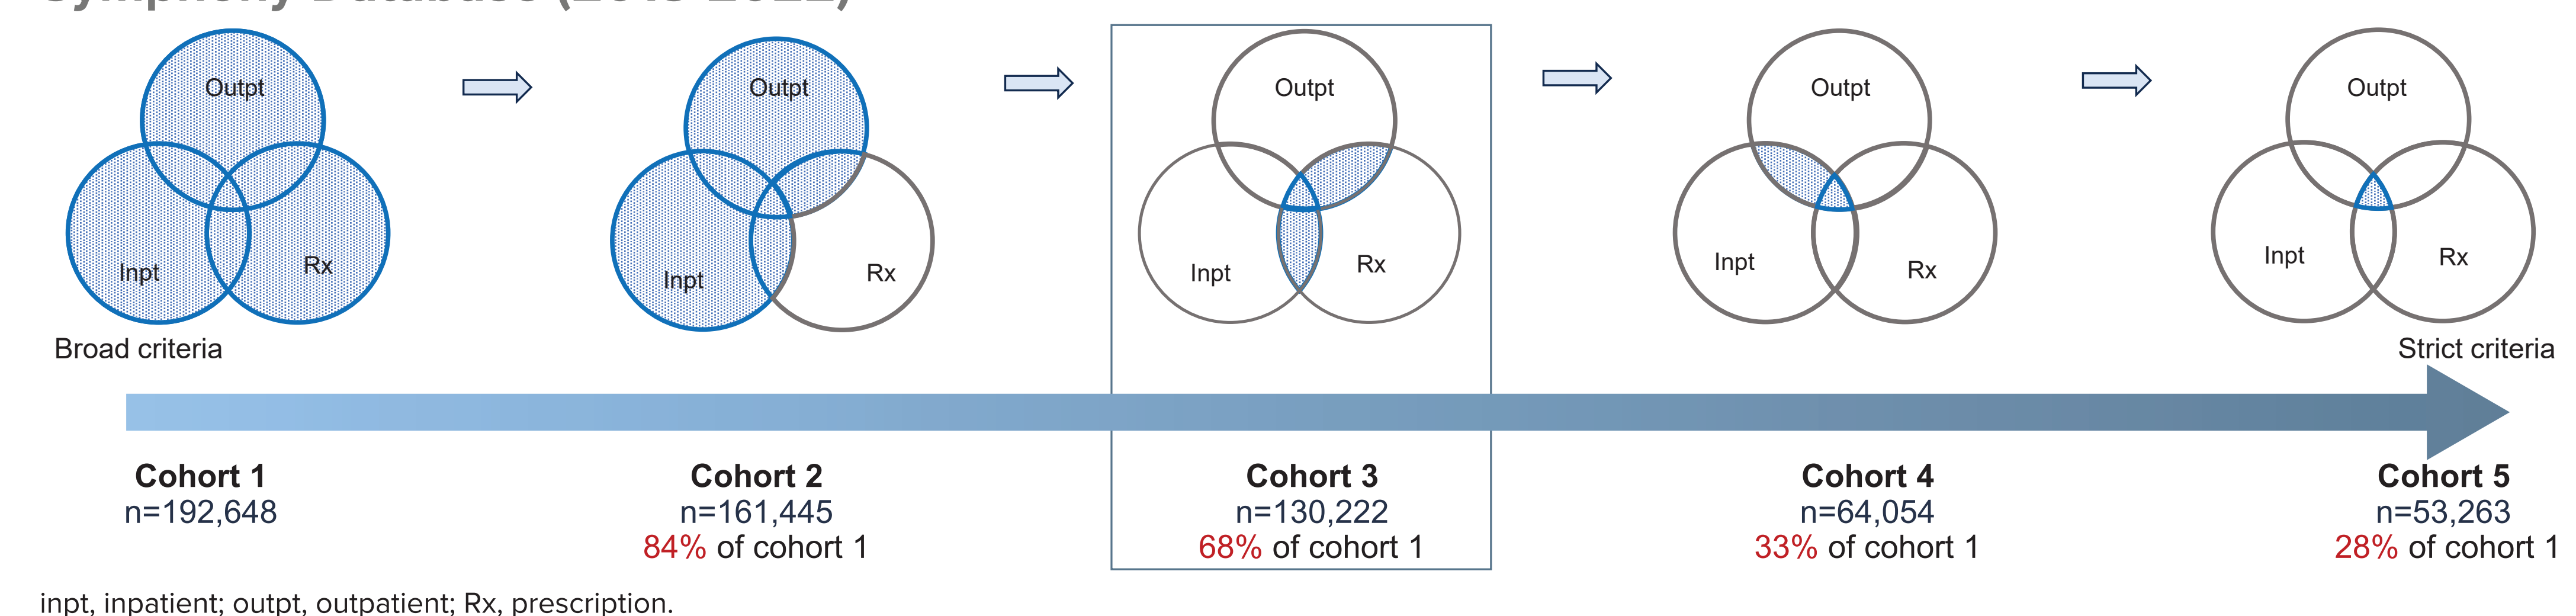 Outpt
Inpt
Rx
Outpt
Inpt
Rx
Outpt
Inpt
Rx
Outpt
Inpt
Rx
Outpt
Inpt
Rx
Broad criteria
Strict criteria
Cohort 1
n=192,648
Cohort 2
n=161,445
84% of cohort 1
Cohort 3
n=130,222
68% of cohort 1
Cohort 4
n=64,054
33% of cohort 1
Cohort 5
n=53,263
28% of cohort 1
inpt, inpatient; outpt, outpatient; Rx, prescription.